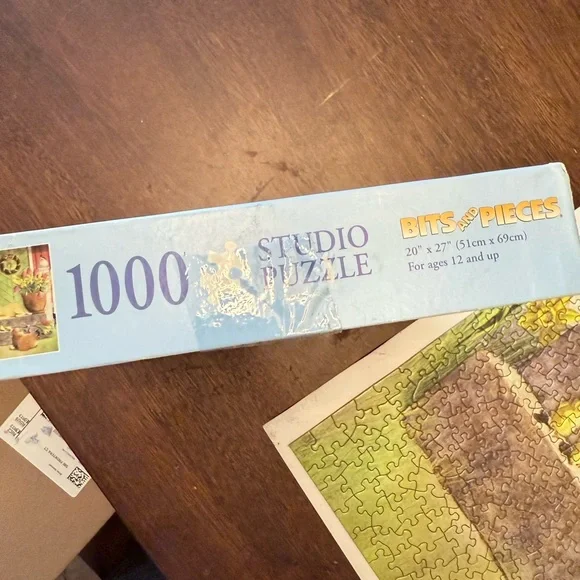 1000
STUDIO
PUZZLE
BITS AND PIECES
20" x 27" (51cm x 69cm)
For ages 12 and up